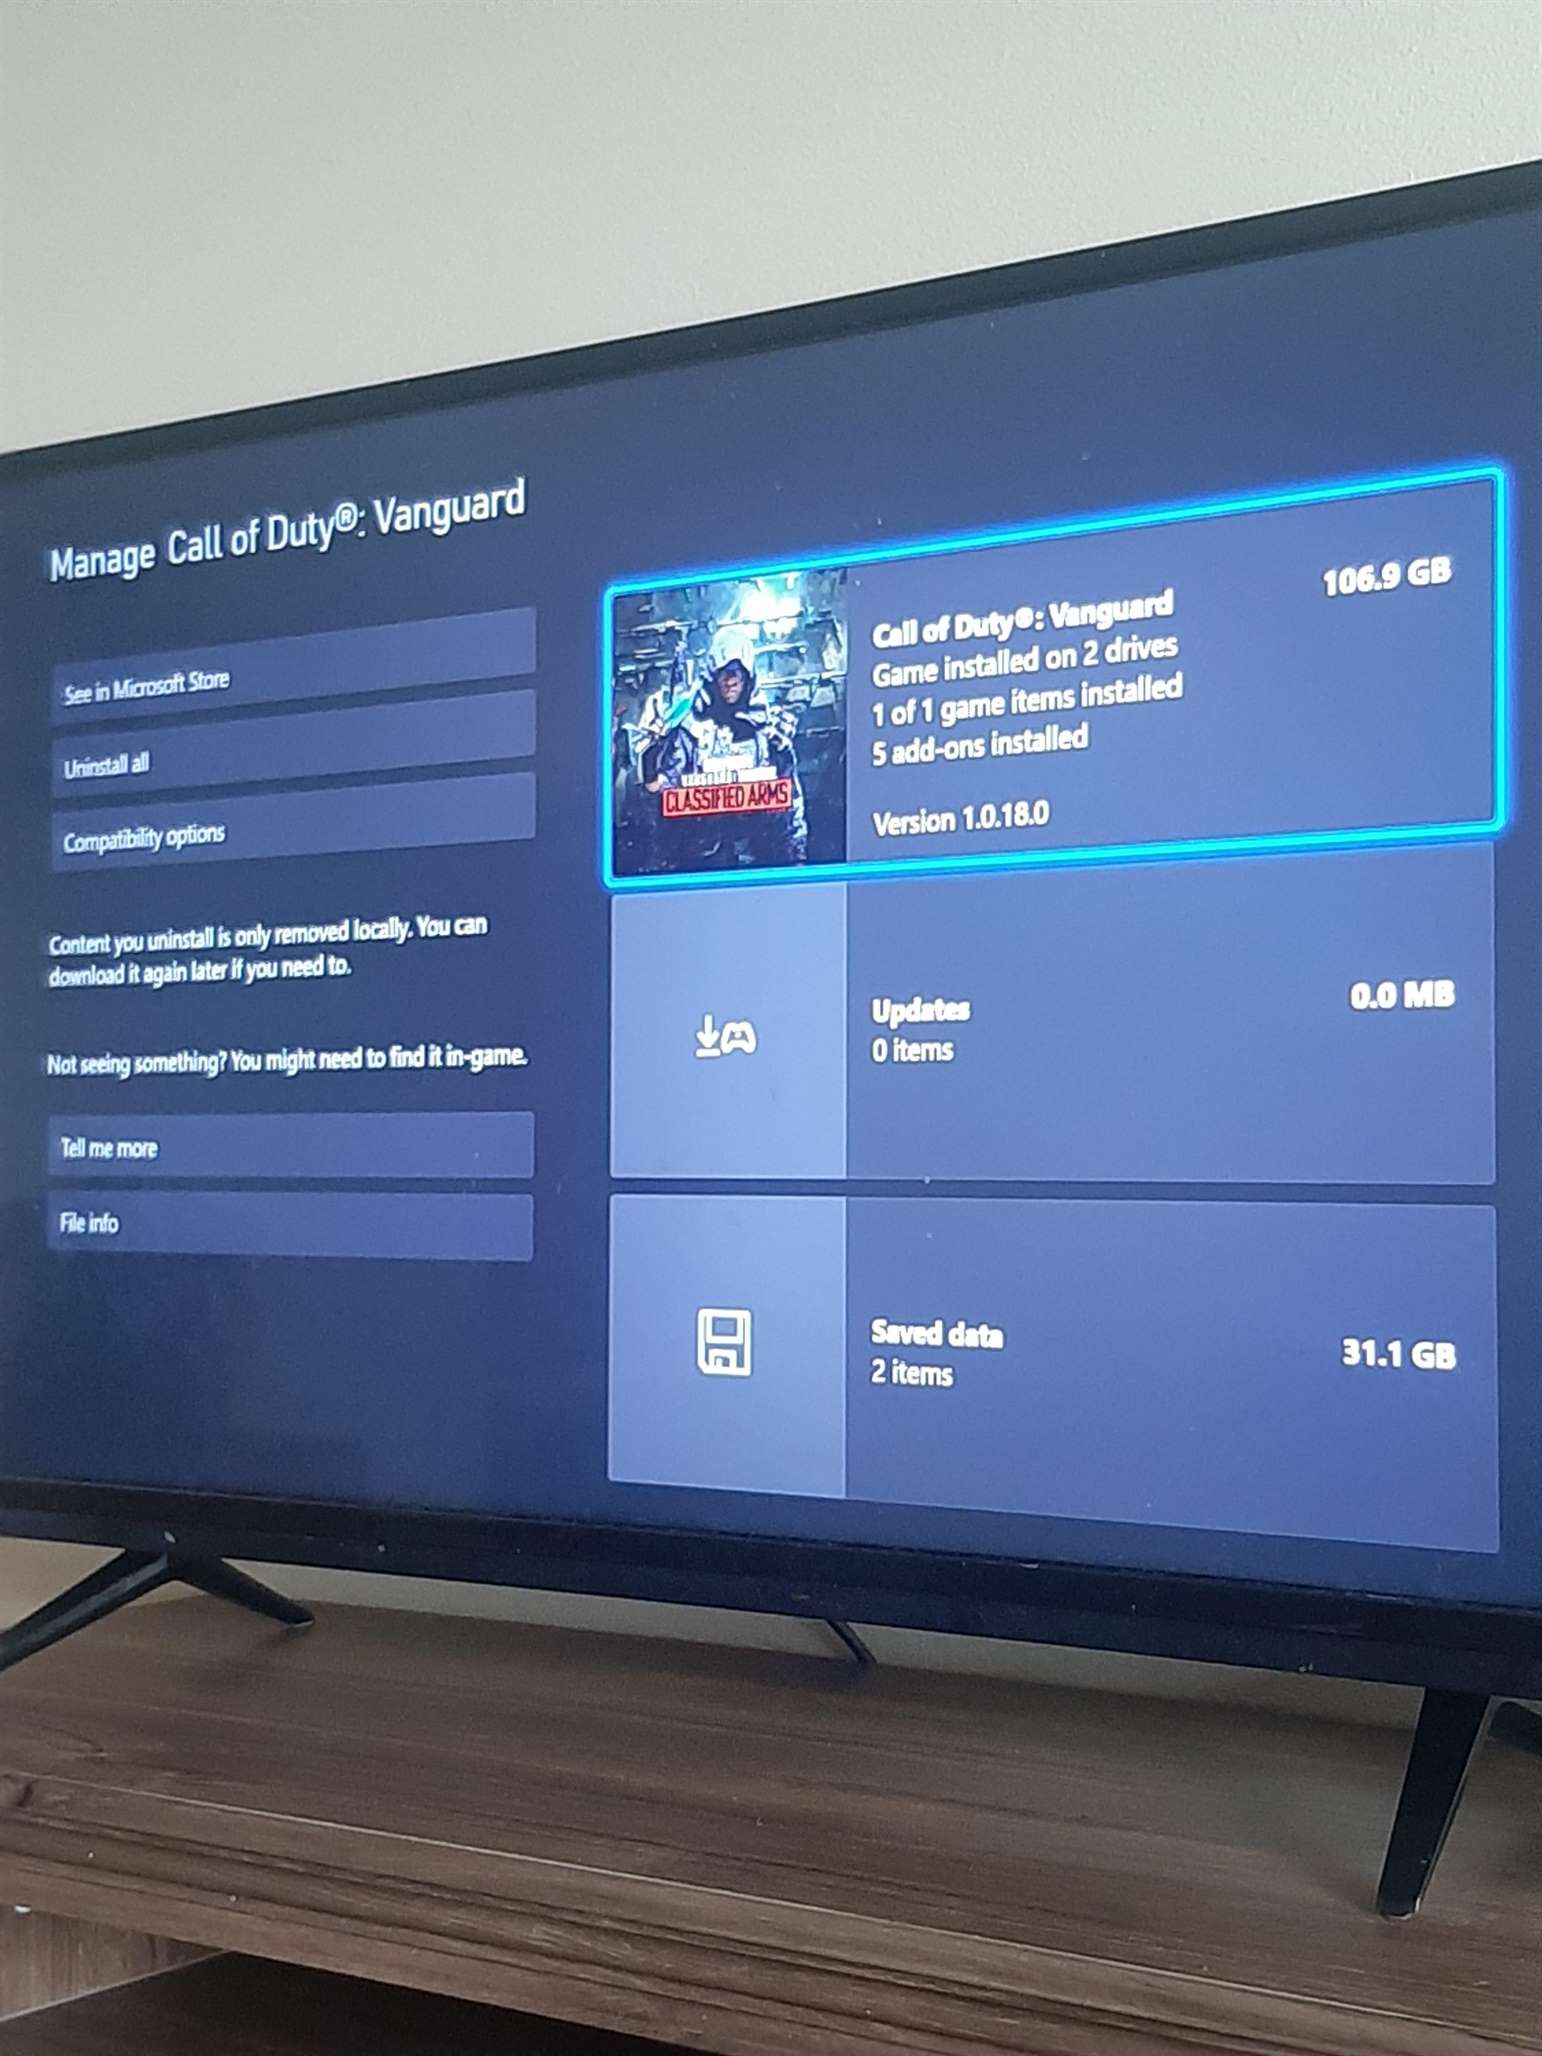 Manage Call of Duty®: Vanguard
See in Microsoft Store
Uninstall all
Compatibility options
Content you uninstall is only removed locally. You can
download it again later if you need to.
Not seeing something? You might need to find it in-game.
Tell me more
File info
CLASSIFIED ARMS
Call of Duty®: Vanguard
106.9 GB
Game installed on 2 drives
1 of 1 game items installed
5 add-ons installed
Version 1.0.18.0
Updates
0.0 MB
0 items
Saved data
31.1 GB
2 items